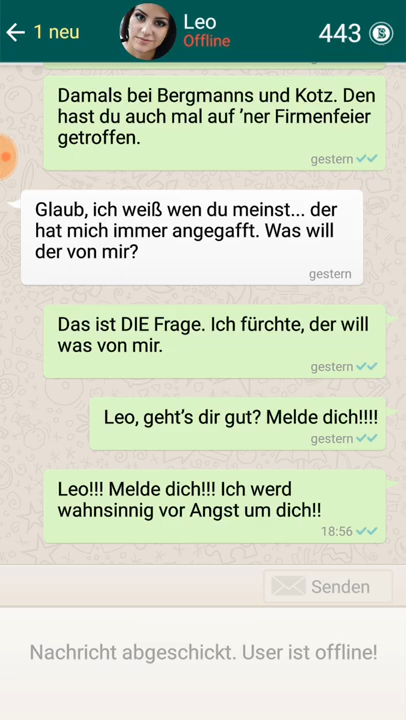 1 neu
Leo
Offline
443
Damals bei Bergmanns und Kotz. Den
hast du auch mal auf ’ner Firmenfeier
getroffen.
gestern
Glaub, ich weiß wen du meinst... der
hat mich immer angegafft. Was will
der von mir?
gestern
Das ist DIE Frage. Ich fürchte, der will
was von mir.
gestern
Leo, geht’s dir gut? Melde dich!!!!
gestern
Leo!!! Melde dich!!! Ich werd
wahnsinnig vor Angst um dich!!
18:56
Senden
Nachricht abgeschickt. User ist offline!